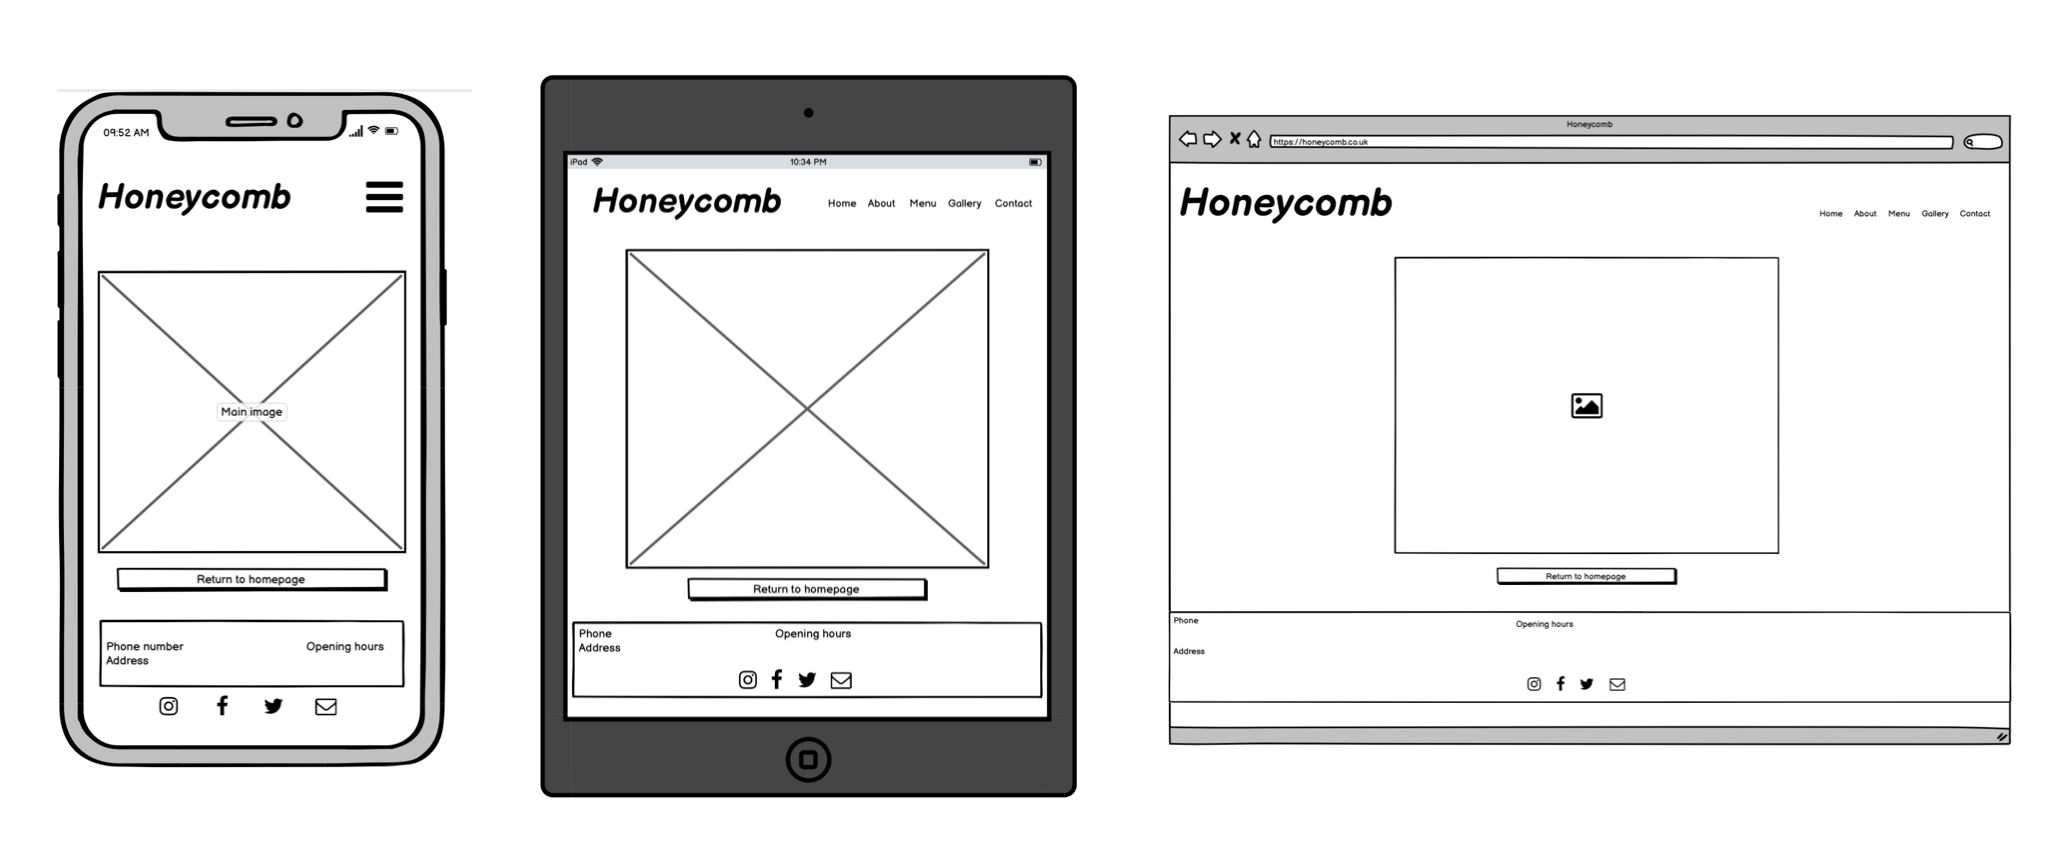 09:52 AM
Honeycomb
Main image
Return to homepage
Phone number Opening hours
Address
iPad 10:34 PM
Honeycomb Home About Menu Gallery Contact
Return to homepage
Phone Opening hours
Address
Honeycomb
https://honeycomb.co.uk
Honeycomb
Home About Menu Gallery Contact
Return to homepage
Phone
Opening hours
Address